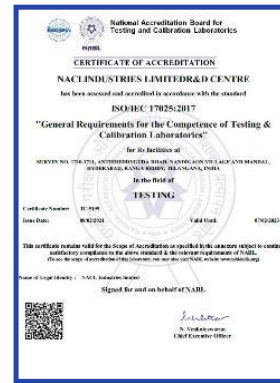 National Accreditation Board for
Testing and Calibration Laboratories
NABL
CERTIFICATE OF ACCREDITATION
NACL INDUSTRIES LIMITED R&D CENTRE
has been assessed and accredited in accordance with the standard
ISO/IEC 17025:2017
"General Requirements for the Competence of Testing &
Calibration Laboratories"
for its facilities at
HYDERABAD, RANGA REDDY, TELANGANA, INDIA
in the field of
TESTING
Certificate Number:
Issue Date: Valid Until:
This certificate remains valid for the Scope of Accreditation as specified in the annexure subject to continued
satisfactory compliance to the above standard & the relevant requirements of NABL.
Name of Legal Identity : NACL Industries limited
Signed for and on behalf of NABL
N. Venkateswaran
Chief Executive Officer